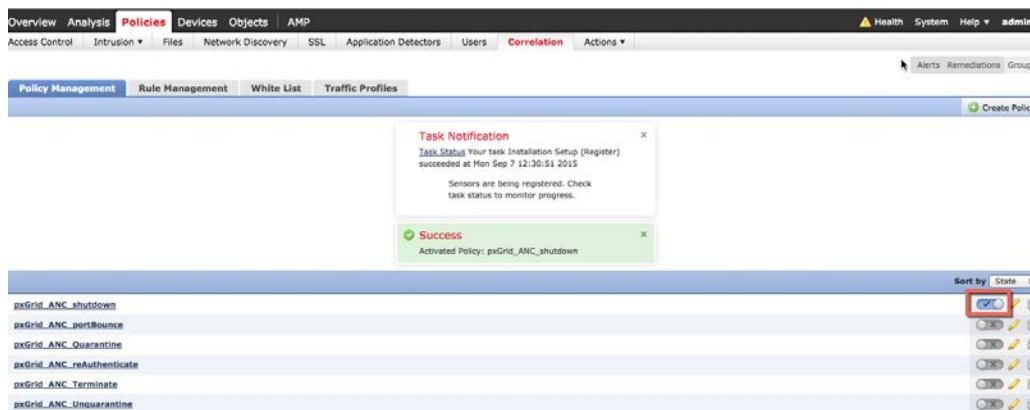 Overview Analysis Policies Devices Objects AMP Health System Help admin
Access Control Intrusion Files Network Discovery SSL Application Detectors Users Correlation Actions
Alerts Remediations Group
Policy Management Rule Management White List Traffic Profiles
Create Polic
Task Notification
Task Status Your task Installation Setup (Register)
succeeded at Mon Sep 7 12:30:51 2015
Sensors are being registered. Check
task status to monitor progress.
Success
Activated Policy: pxGrid_ANC_shutdown
Sort by State
pxGrid_ANC_shutdown
pxGrid_ANC_portBounce
pxGrid_ANC_Quarantine
pxGrid_ANC_reAuthenticate
pxGrid_ANC_Terminate
pxGrid_ANC_Unquarantine